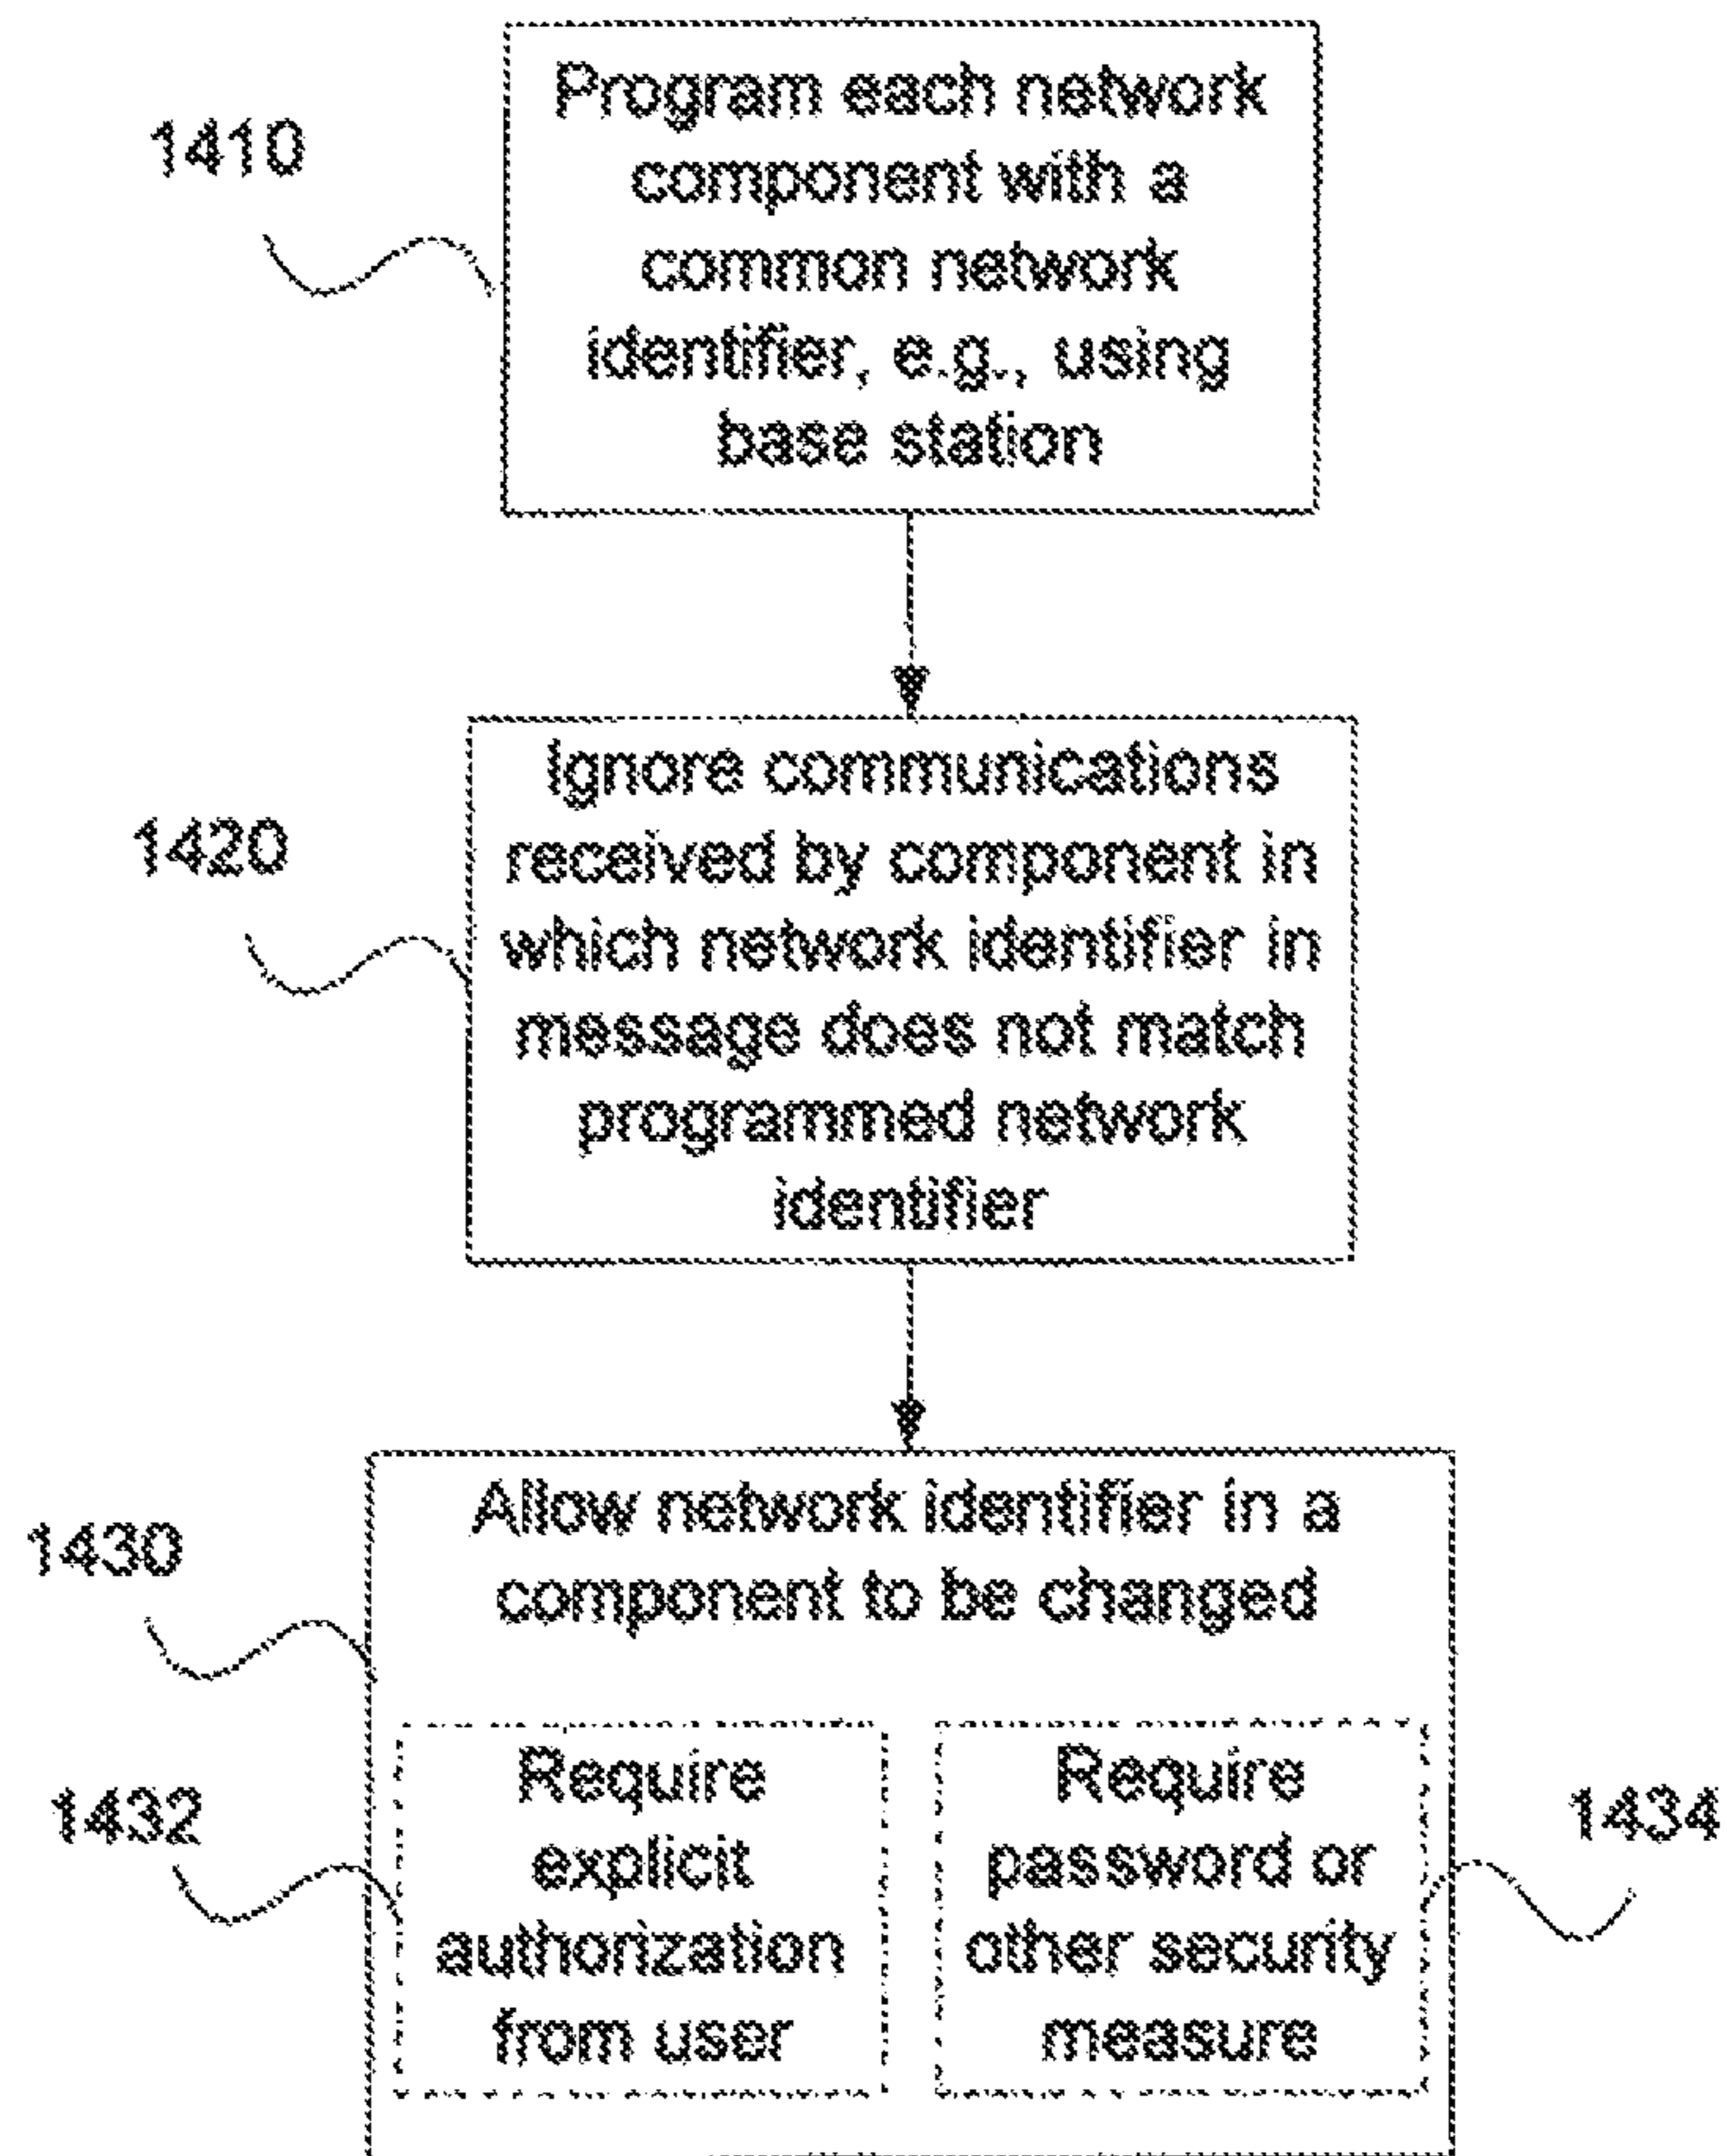 1410
Program each network
component with a
common network
identifier, e.g., using
base station
1420
Ignore communications
received by component in
which network identifier in
message does not match
programmed network
identifier
1430
Allow network identifier in a
component to be changed
1432
Require
explicit
authorization
from user
Require
password or
other security
measure
1434